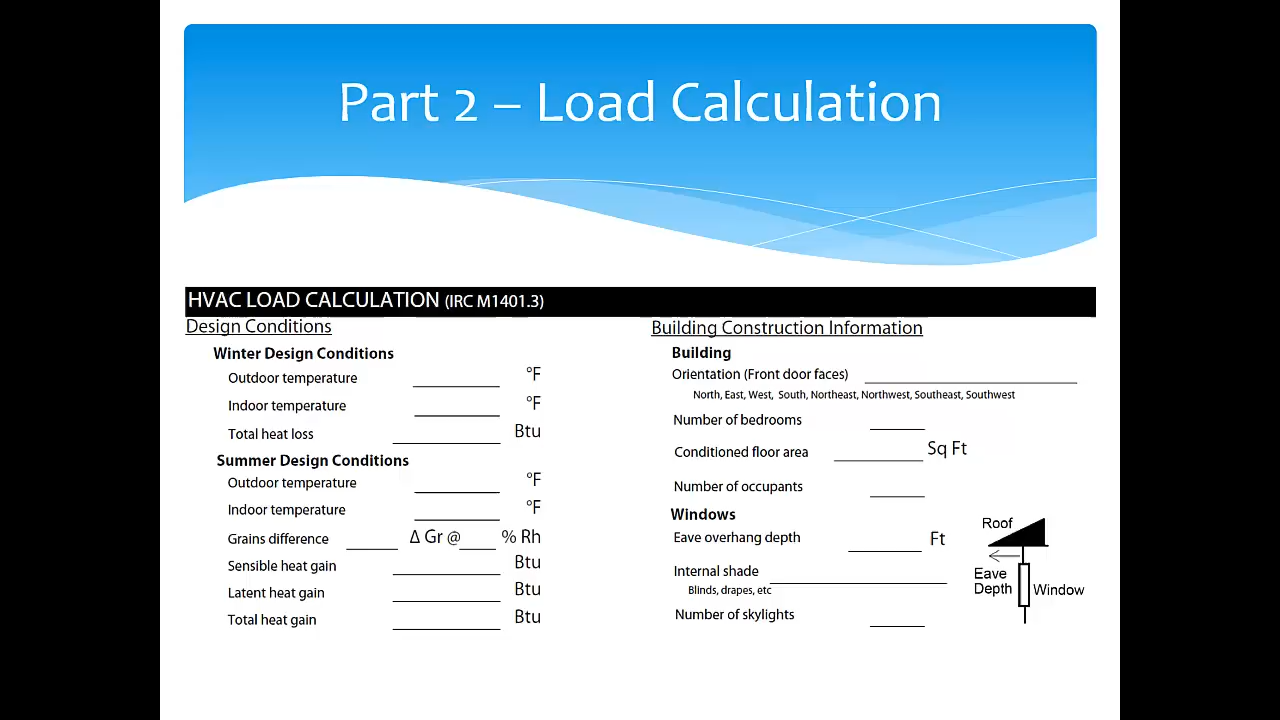 Part 2 – Load Calculation
HVAC LOAD CALCULATION (IRC M1401.3)
Design Conditions
Winter Design Conditions
Outdoor temperature °F
Indoor temperature °F
Total heat loss Btu
Summer Design Conditions
Outdoor temperature °F
Indoor temperature °F
Grains difference Δ Gr @ % Rh
Sensible heat gain Btu
Latent heat gain Btu
Total heat gain Btu
Building Construction Information
Building
Orientation (Front door faces)
North, East, West, South, Northeast, Northwest, Southeast, Southwest
Number of bedrooms
Conditioned floor area Sq Ft
Number of occupants
Windows
Eave overhang depth Ft
Internal shade
Blinds, drapes, etc
Number of skylights
Roof
Eave
Depth
Window